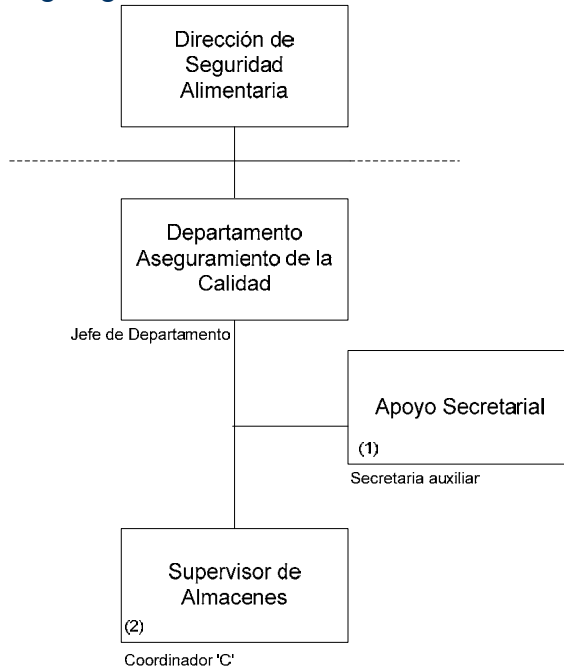 Dirección de
Seguridad
Alimentaria
Departamento
Aseguramiento de la
Calidad
Jefe de Departamento
Apoyo Secretarial
(1)
Secretaria auxiliar
Supervisor de
Almacenes
(2)
Coordinador 'C'